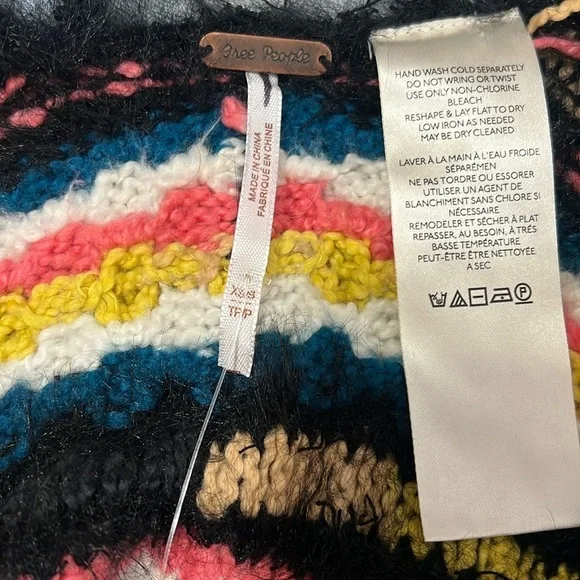 Free People
MADE IN CHINA
FABRIQUÉ EN CHINE
TP/P
HAND WASH COLD SEPARATELY
DO NOT WRING OR TWIST
USE ONLY NON-CHLORINE
BLEACH
RESHAPE & LAY FLAT TO DRY
LOW IRON AS NEEDED
MAY BE DRY CLEANED
LAVER À LA MAIN À L'EAU FROIDE
SÉPARÉMEN
NE PAS TORDRE OU ESSORER
UTILISER UN AGENT DE
BLANCHIMENT SANS CHLORE SI
NÉCESSAIRE
REMODELER ET SÉCHER À PLAT
REPASSER, AU BESOIN, À TRÉS
BASSE TEMPÉRATURE
PEUT-ÊTRE ÊTRE NETTOYÉE
A SEC